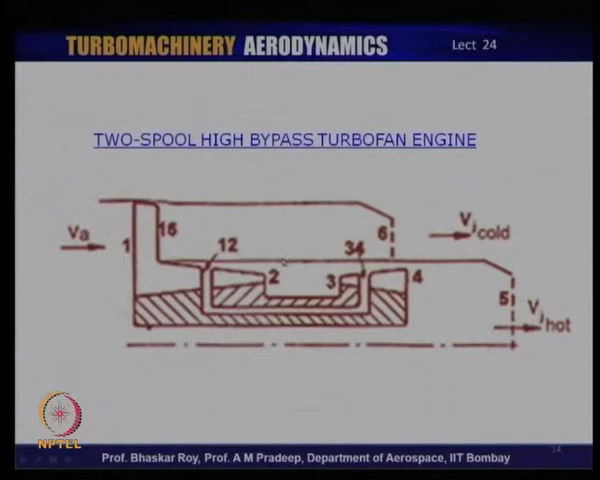 TURBOMACHINERY AERODYNAMICS Lect 24
TWO-SPOOL HIGH BYPASS TURBOFAN ENGINE
Va
1
16
12
2
3
34
4
6
Vj cold
5
Vj hot
NPTEL
Prof. Bhaskar Roy, Prof. A M Pradeep, Department of Aerospace, IIT Bombay
14